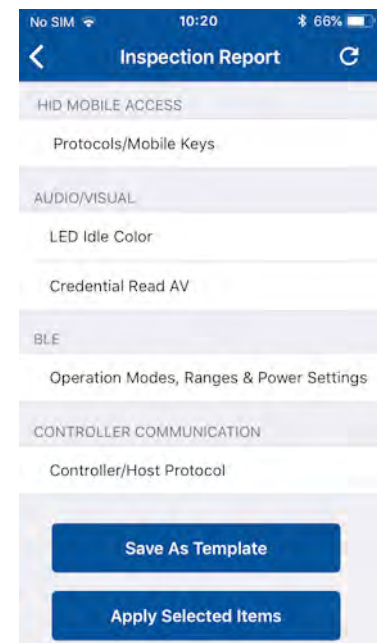 No SIM 10:20 66%
Inspection Report
HID MOBILE ACCESS
Protocols/Mobile Keys
AUDIO/VISUAL
LED Idle Color
Credential Read AV
BLE
Operation Modes, Ranges & Power Settings
CONTROLLER COMMUNICATION
Controller/Host Protocol
Save As Template
Apply Selected Items